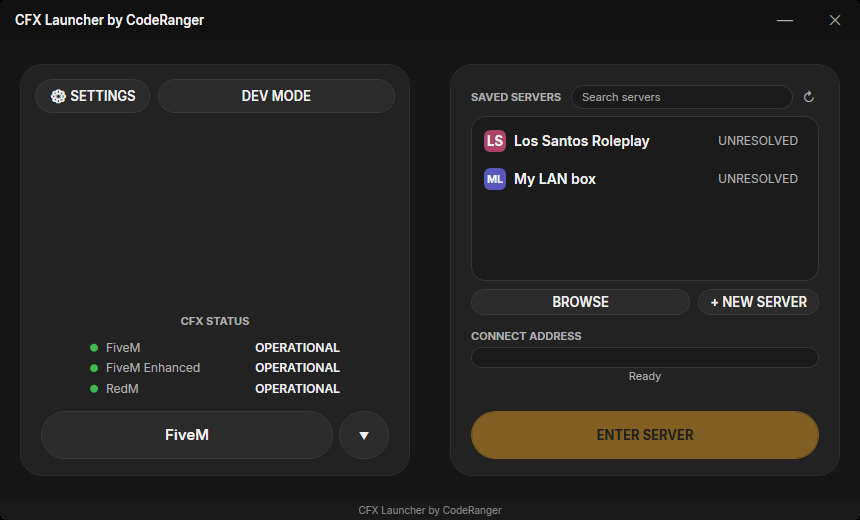 CFX Launcher by CodeRanger
SETTINGS
DEV MODE
CFX STATUS
FiveM OPERATIONAL
FiveM Enhanced OPERATIONAL
RedM OPERATIONAL
FiveM
SAVED SERVERS
Search servers
LS Los Santos Roleplay UNRESOLVED
ML My LAN box UNRESOLVED
BROWSE
+ NEW SERVER
CONNECT ADDRESS
Ready
ENTER SERVER
CFX Launcher by CodeRanger